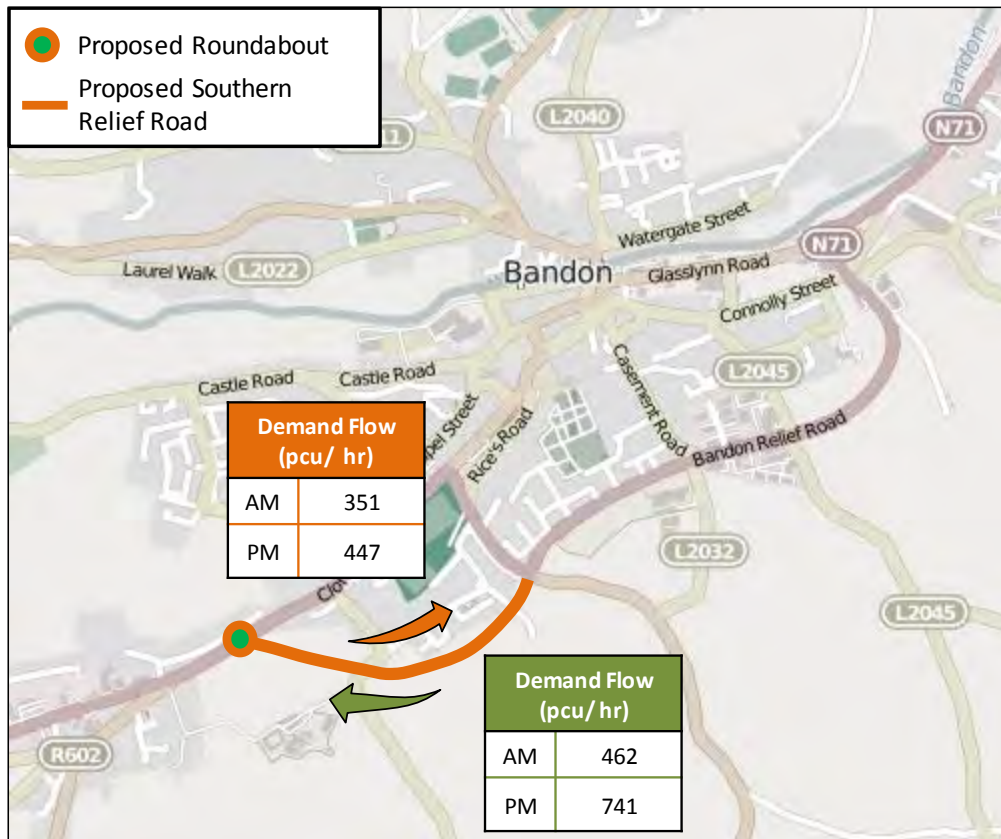 Proposed Roundabout
Proposed Southern
Relief Road
L2040
Bandon
N71
Watergate Street
N71
Laurel Walk
L2022
Bandon
Glasslynn Road
Connolly Street
Castle Road
Castle Road
L2045
Casement Road
Rice's Road
Bandon Relief Road
Demand Flow
(pcu/ hr)
AM 351
PM 447
L2032
L2045
Demand Flow
(pcu/ hr)
AM 462
PM 741
R602